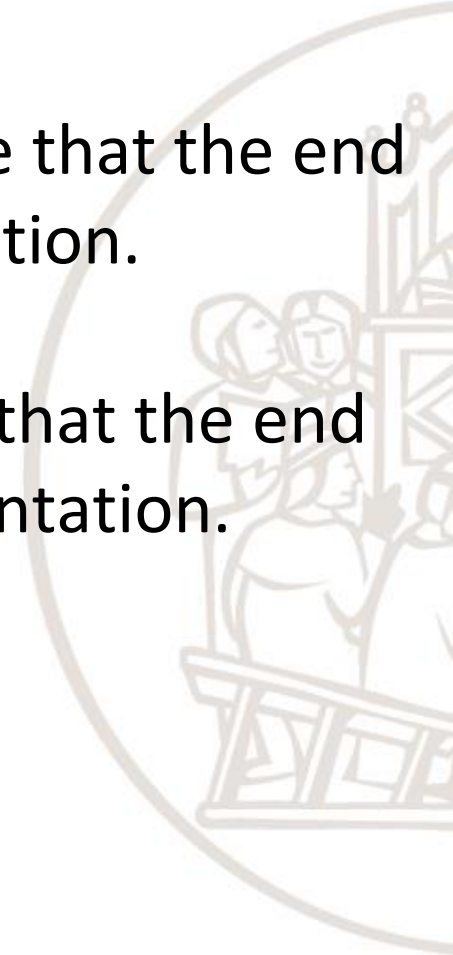 e that the end
tion.
that the end
ntation.